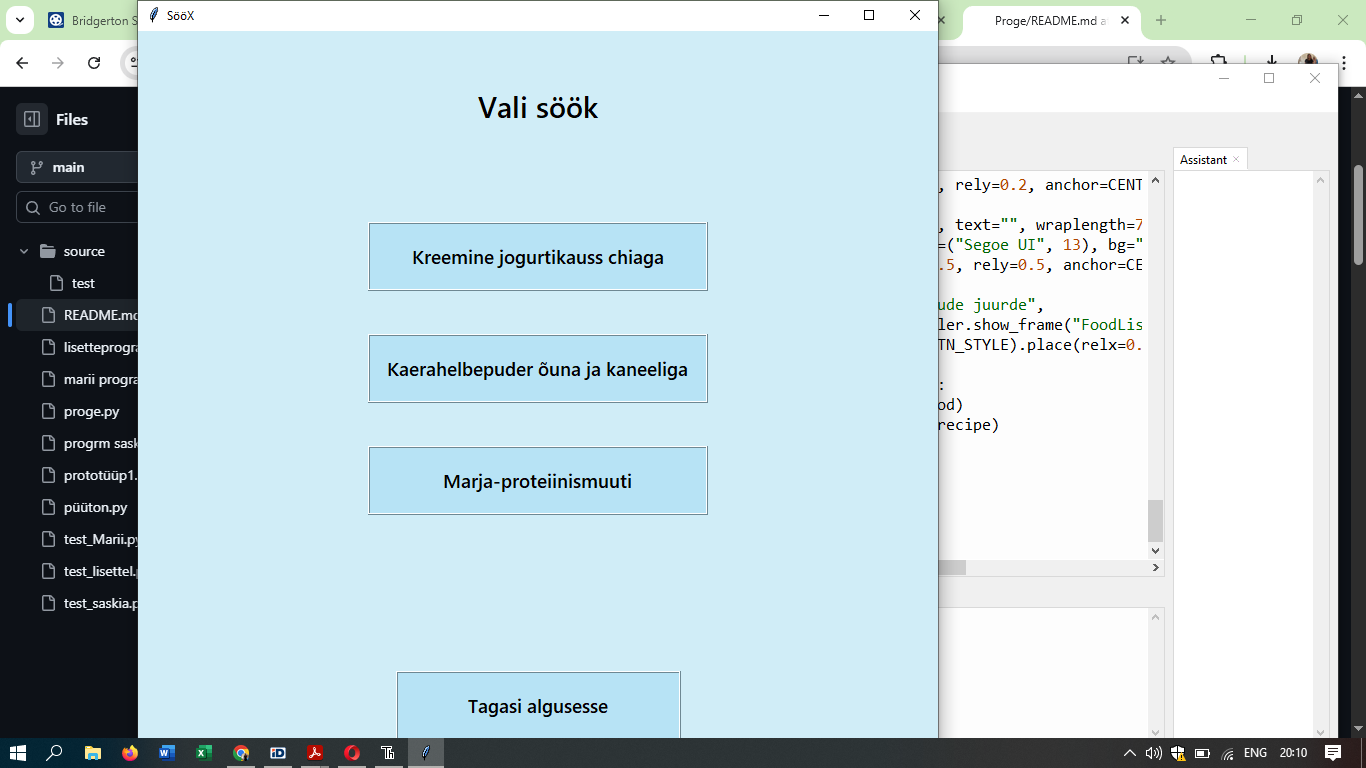 Bridgerton S
SööX
Proge/README.md a
Files
main
Go to file
source
test
README.md
lisetteprogra
marii progra
proge.py
progrm sask
prototüüp1.
püüton.py
test_Marii.py
test_lisettel.
test_saskia.p
Vali söök
Kreemine jogurtikauss chiaga
Kaerahelbepuder õuna ja kaneeliga
Marja-proteiinismuuti
Tagasi algusesse
, rely=0.2, anchor=CENT
, text="", wraplength=7
=("Segoe UI", 13), bg="
.5, rely=0.5, anchor=CE
ude juurde",
ler.show_frame("FoodLis
TN_STYLE).place(relx=0.
:
od)
recipe)
Assistant
ENG
20:10